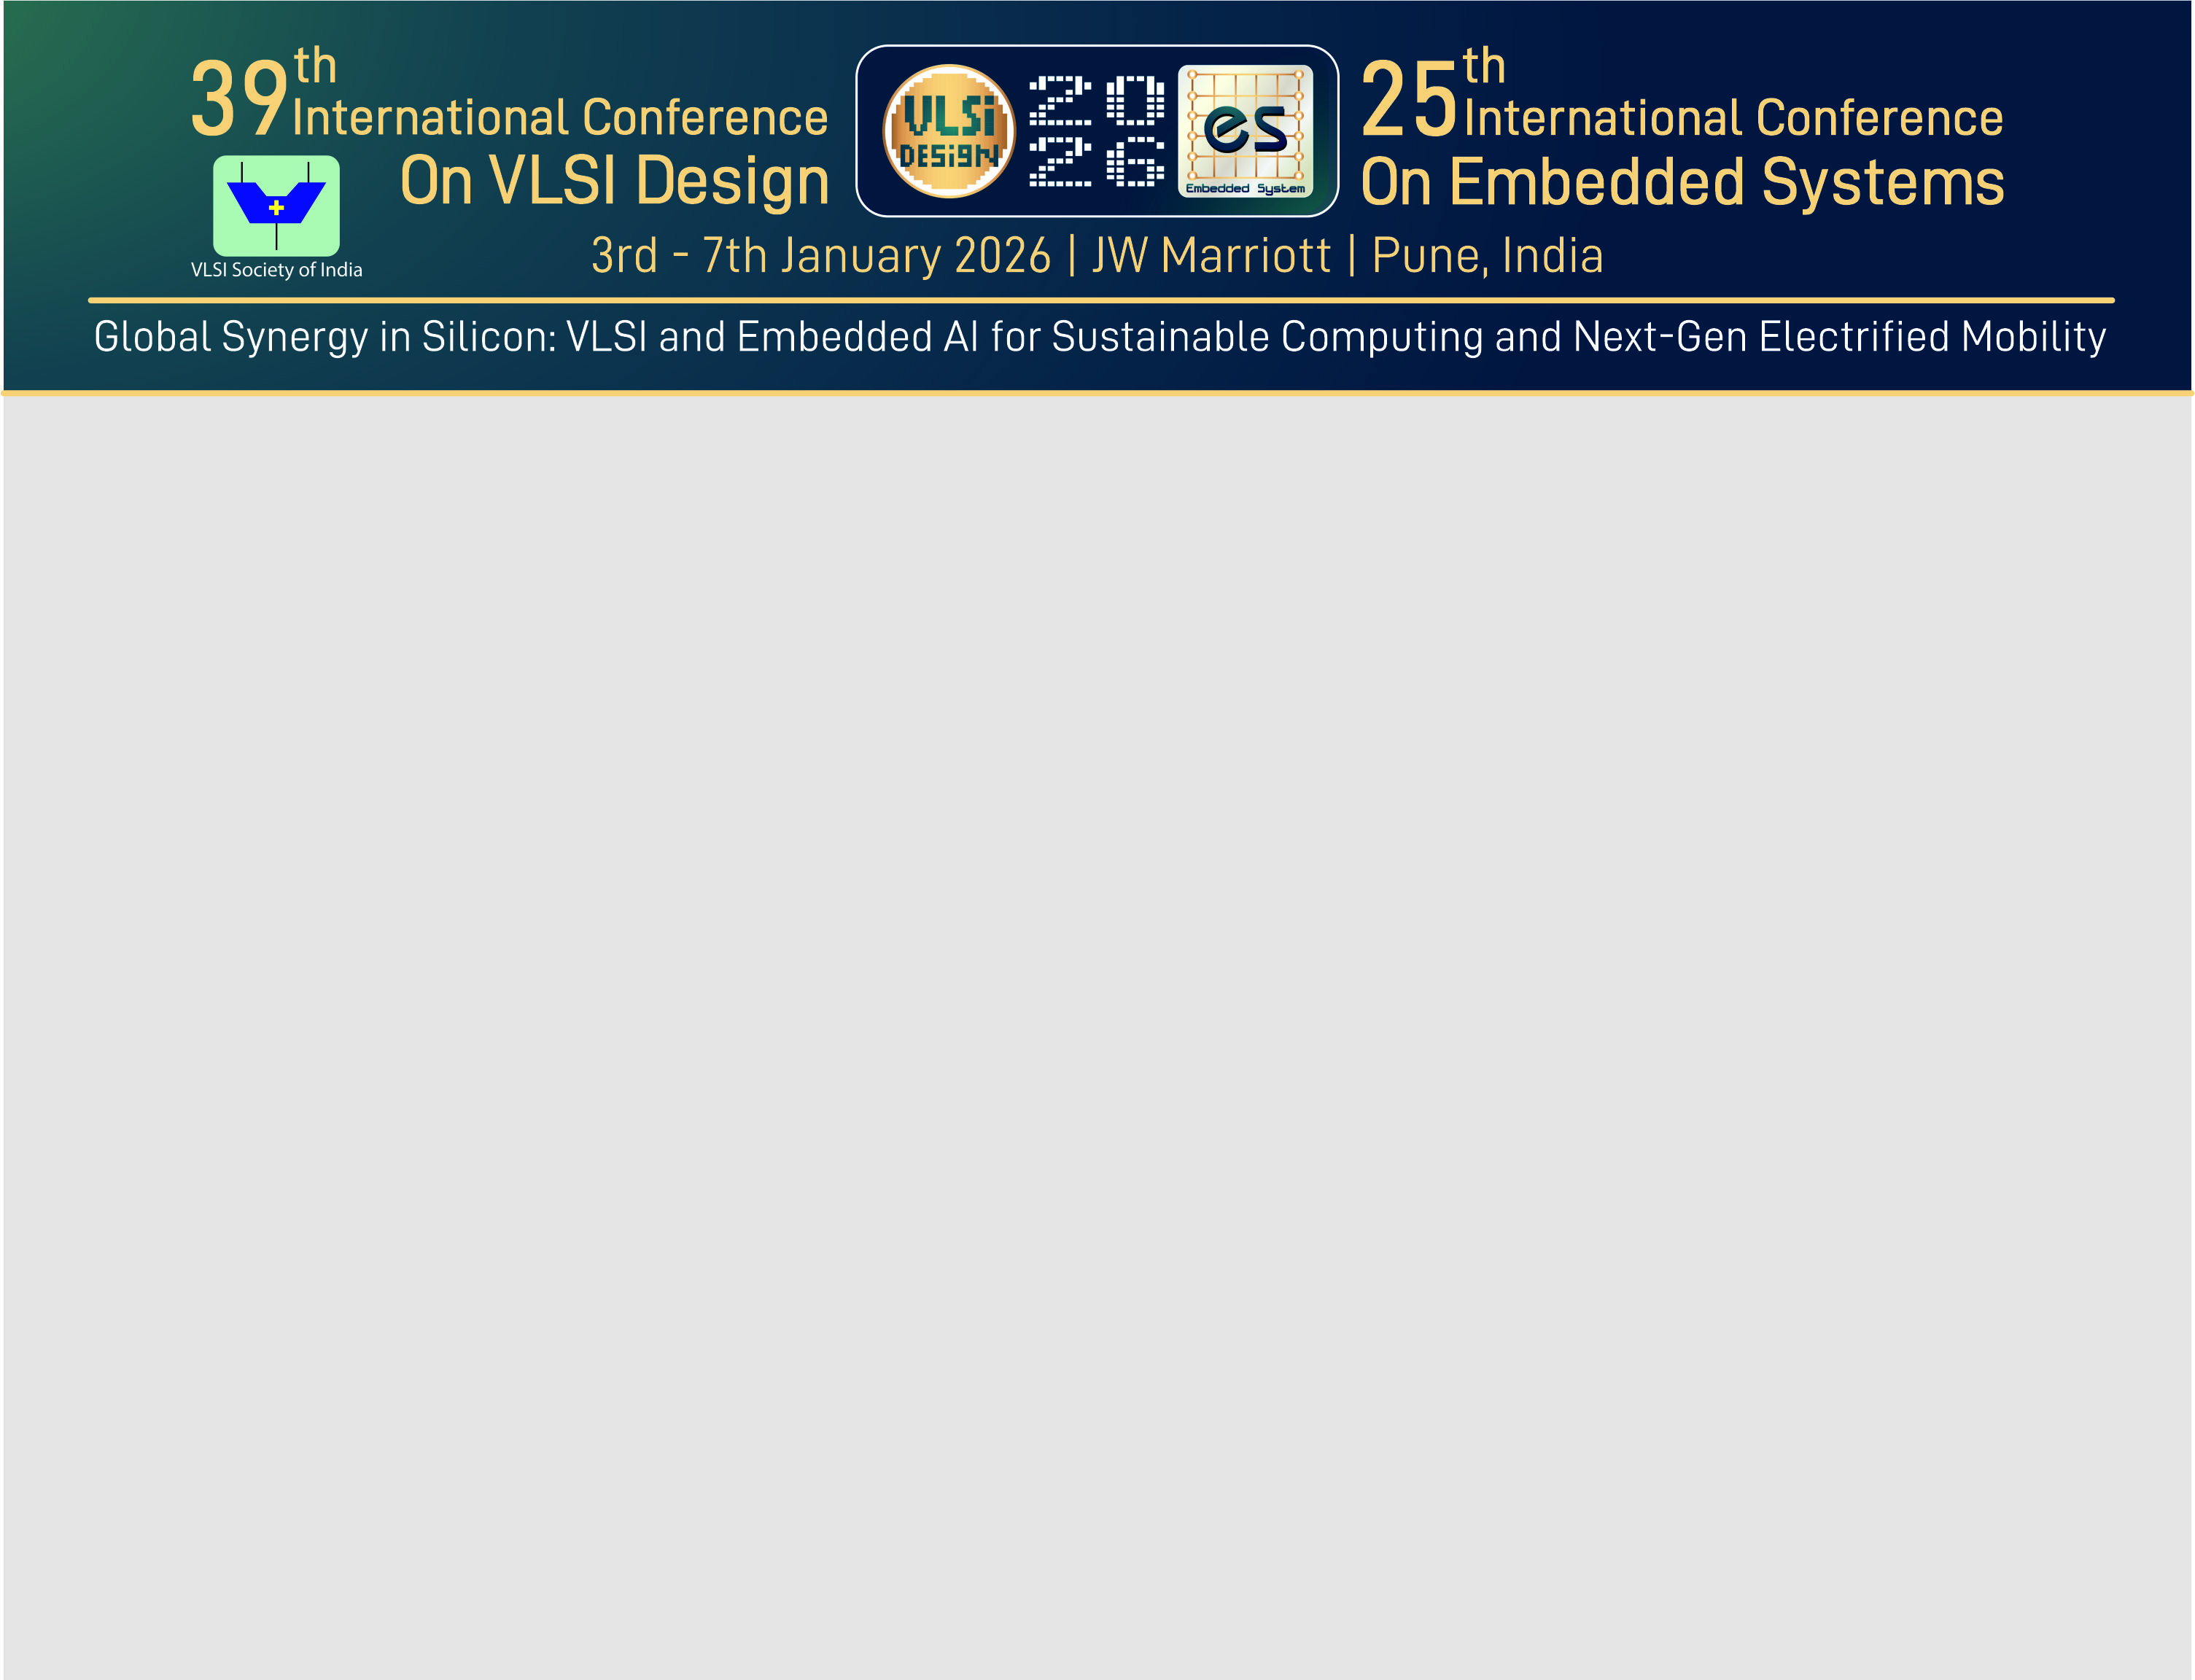 39th International Conference
On VLSI Design
VLSI Society of India
VLSI
DESIGN
20
26
es
Embedded System
25th International Conference
On Embedded Systems
3rd - 7th January 2026 | JW Marriott | Pune, India
Global Synergy in Silicon: VLSI and Embedded AI for Sustainable Computing and Next-Gen Electrified Mobility